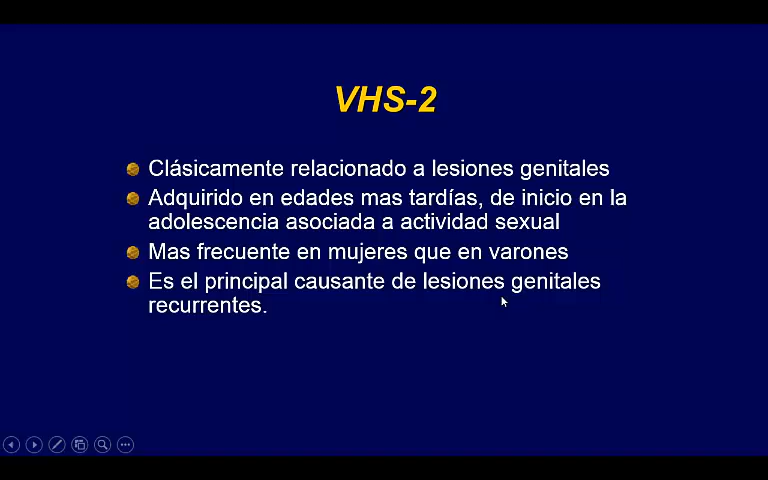 VHS-2
Clásicamente relacionado a lesiones genitales
Adquirido en edades mas tardías, de inicio en la
adolescencia asociada a actividad sexual
Mas frecuente en mujeres que en varones
Es el principal causante de lesiones genitales
recurrentes.